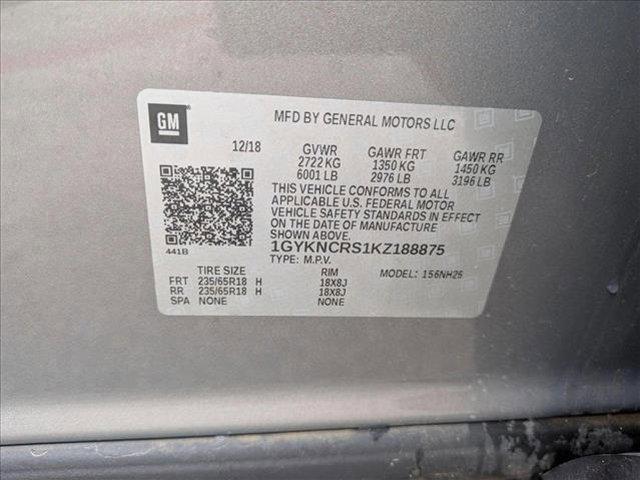 GM
MFD BY GENERAL MOTORS LLC
12/18 GVWR GAWR FRT GAWR RR
2722 KG 1350 KG 1450 KG
6001 LB 2976 LB 3196 LB
THIS VEHICLE CONFORMS TO ALL
APPLICABLE U.S. FEDERAL MOTOR
VEHICLE SAFETY STANDARDS IN EFFECT
ON DATE SHOWN ABOVE.
1GYKNCRS1KZ188875
441B TYPE: M.P.V.
TIRE SIZE RIM MODEL: 156NH26
FRT 235/65R18 H 18X8J
RR 235/65R18 H 18X8J
SPA NONE NONE